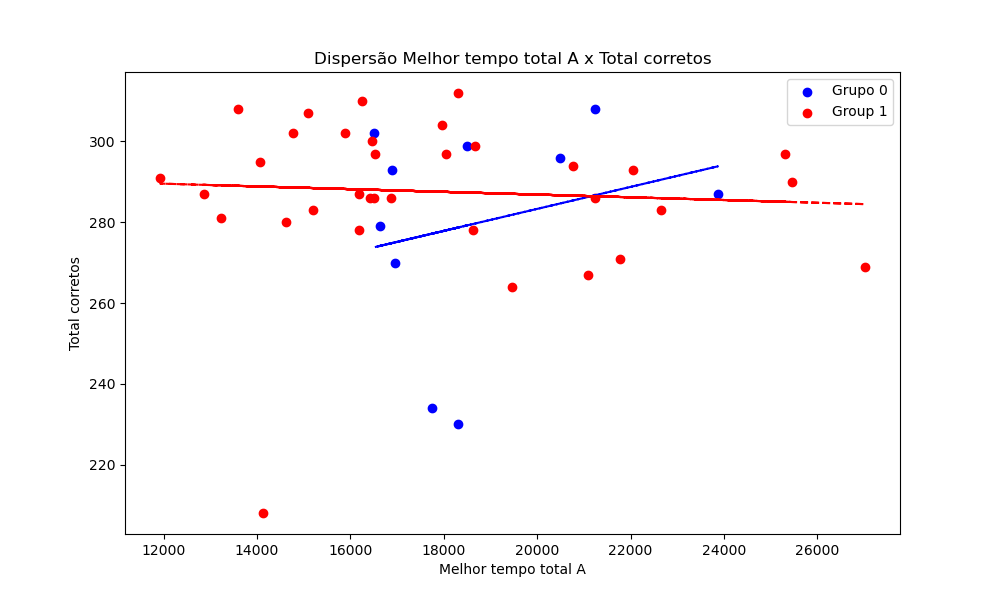 Dispersão Melhor tempo total A x Total corretos
Grupo 0
Group 1
Total corretos
300
280
260
240
220
12000 14000 16000 18000 20000 22000 24000 26000
Melhor tempo total A